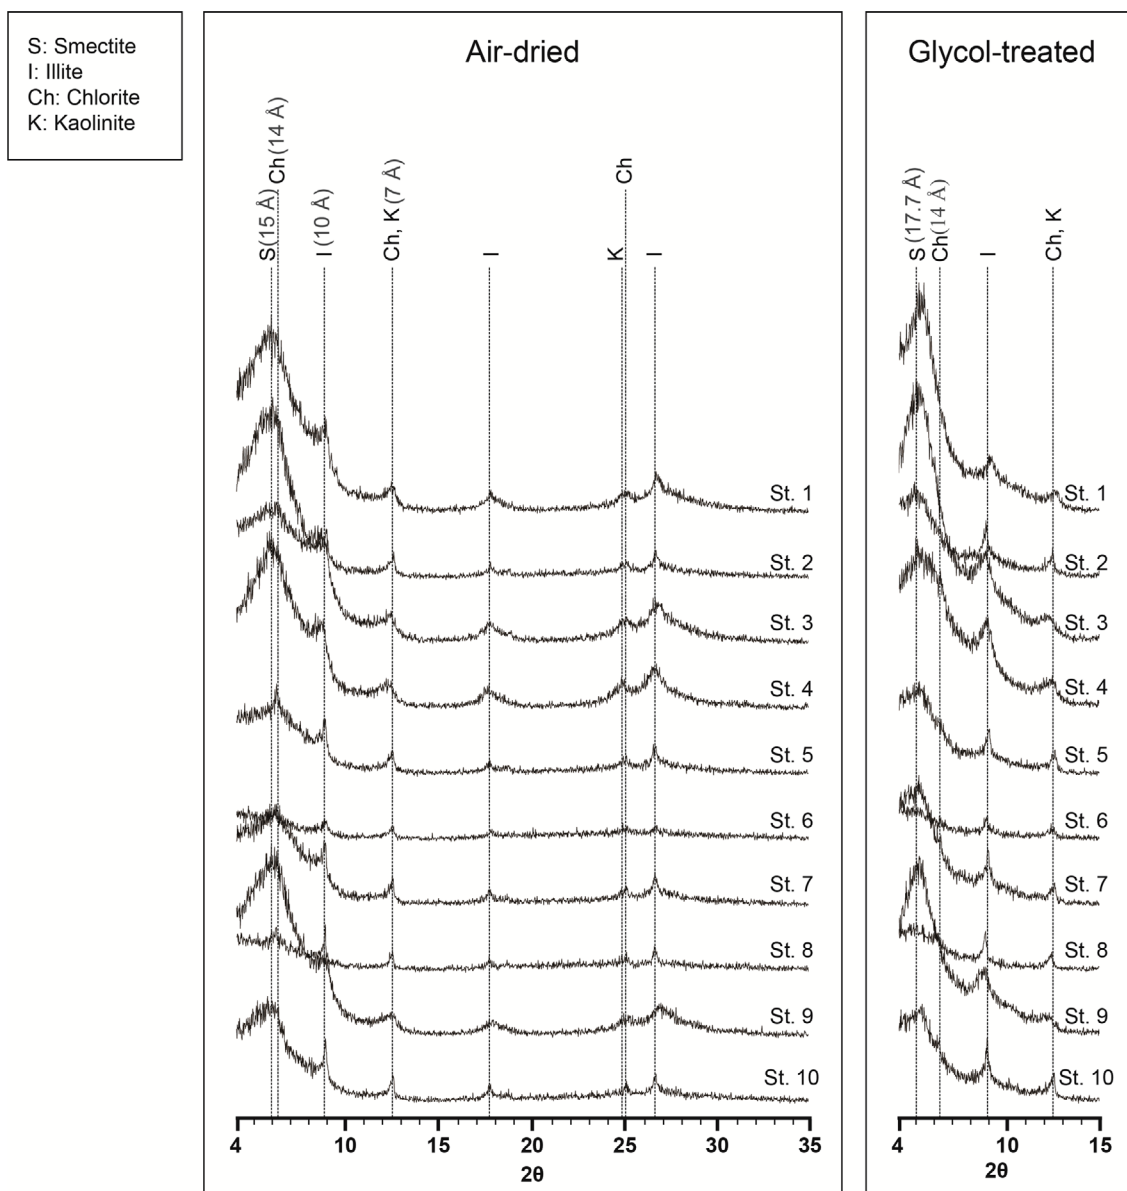 S: Smectite
I: Illite
Ch: Chlorite
K: Kaolinite
Air-dried
S(15 Å)
Ch(14 Å)
I (10 Å)
Ch, K(7 Å)
I
K
Ch
I
St. 1
St. 2
St. 3
St. 4
St. 5
St. 6
St. 7
St. 8
St. 9
St. 10
4 10 15 20 25 30 35
2θ
Glycol-treated
S (17.7 Å)
Ch(14 Å)
I
Ch, K
St. 1
St. 2
St. 3
St. 4
St. 5
St. 6
St. 7
St. 8
St. 9
St. 10
4 10 15
2θ